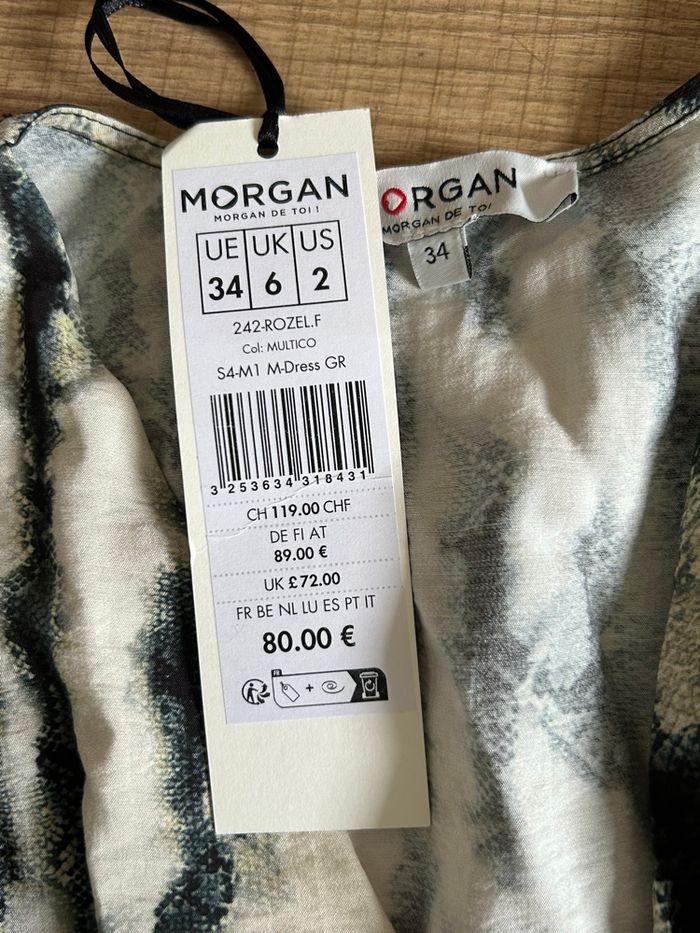 MORGAN
MORGAN DE TOI !
UE UK US
34 6 2
242-ROZEL.F
Col: MULTICO
S4-M1 M-Dress GR
3 253634 318431
CH 119.00 CHF
DE FI AT
89.00 €
UK £72.00
FR BE NL LU ES PT IT
80.00 €
FR
+
ORGAN
MORGAN DE TOI
34